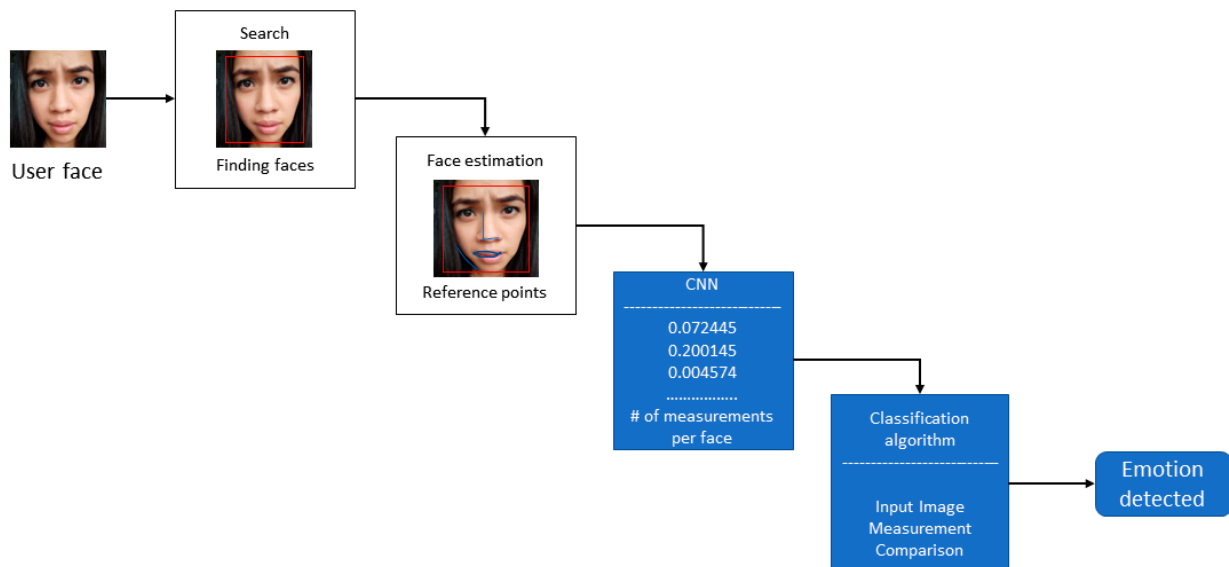 User face
Search
Finding faces
Face estimation
Reference points
CNN
----------------------------
0.072445
0.200145
0.004574
................
# of measurements
per face
Classification
algorithm
----------------------------
Input Image
Measurement
Comparison
Emotion
detected